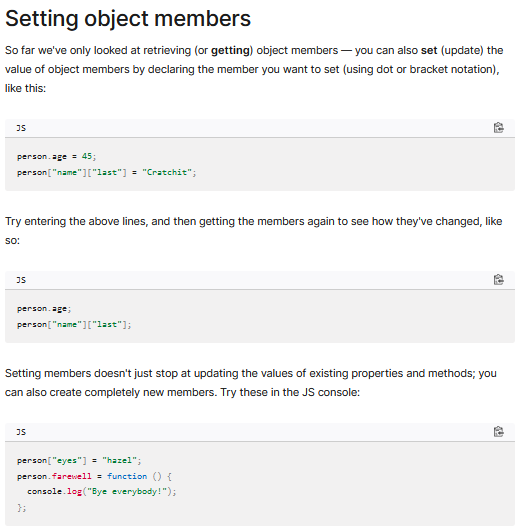 Setting object members
So far we've only looked at retrieving (or getting) object members — you can also set (update) the
value of object members by declaring the member you want to set (using dot or bracket notation),
like this:
JS
person.age = 45;
person["name"]["last"] = "Cratchit";
Try entering the above lines, and then getting the members again to see how they've changed, like
so:
JS
person.age;
person["name"]["last"];
Setting members doesn't just stop at updating the values of existing properties and methods; you
can also create completely new members. Try these in the JS console:
JS
person["eyes"] = "hazel";
person.farewell = function () {
  console.log("Bye everybody!");
};